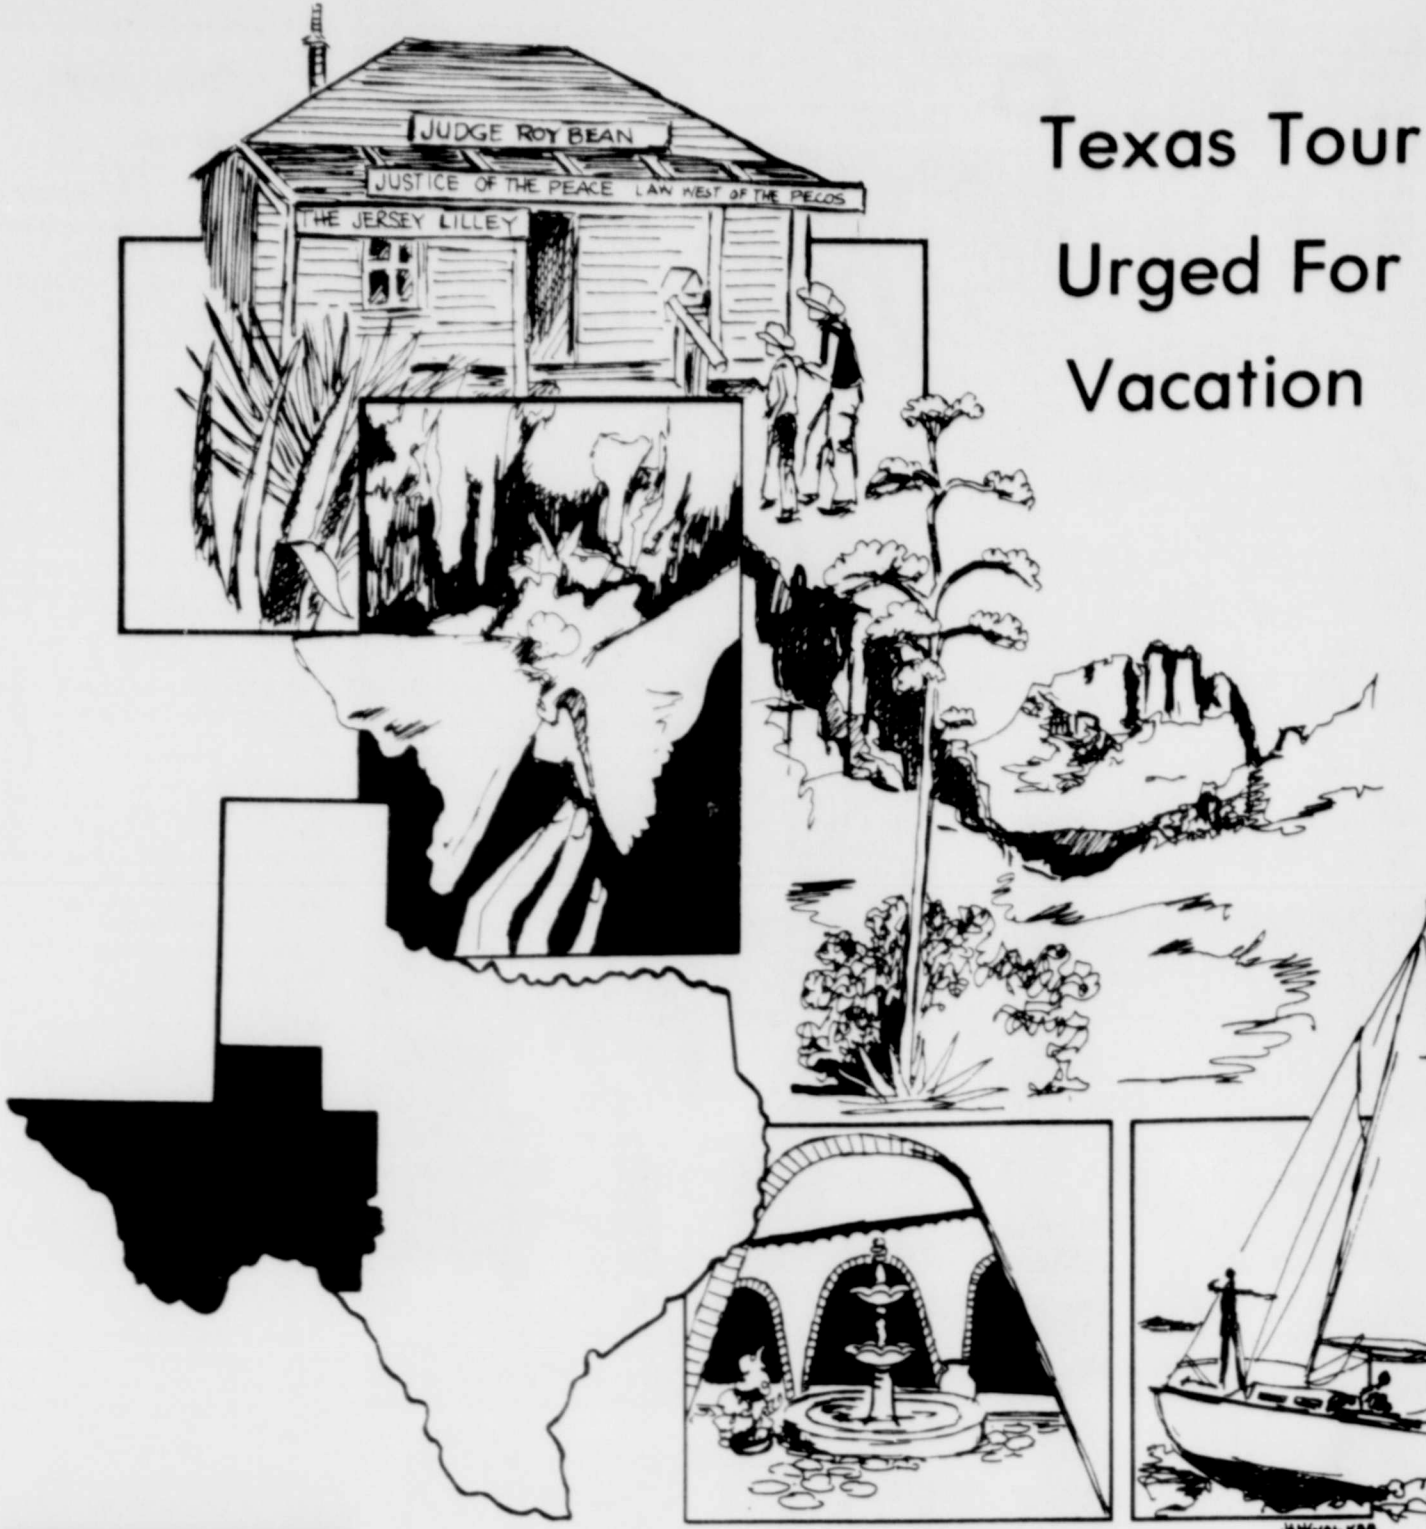 JUDGE ROY BEAN
JUSTICE OF THE PEACE LAW WEST OF THE PECOS
THE JERSEY LILLEY
Texas Tour
Urged For
Vacation